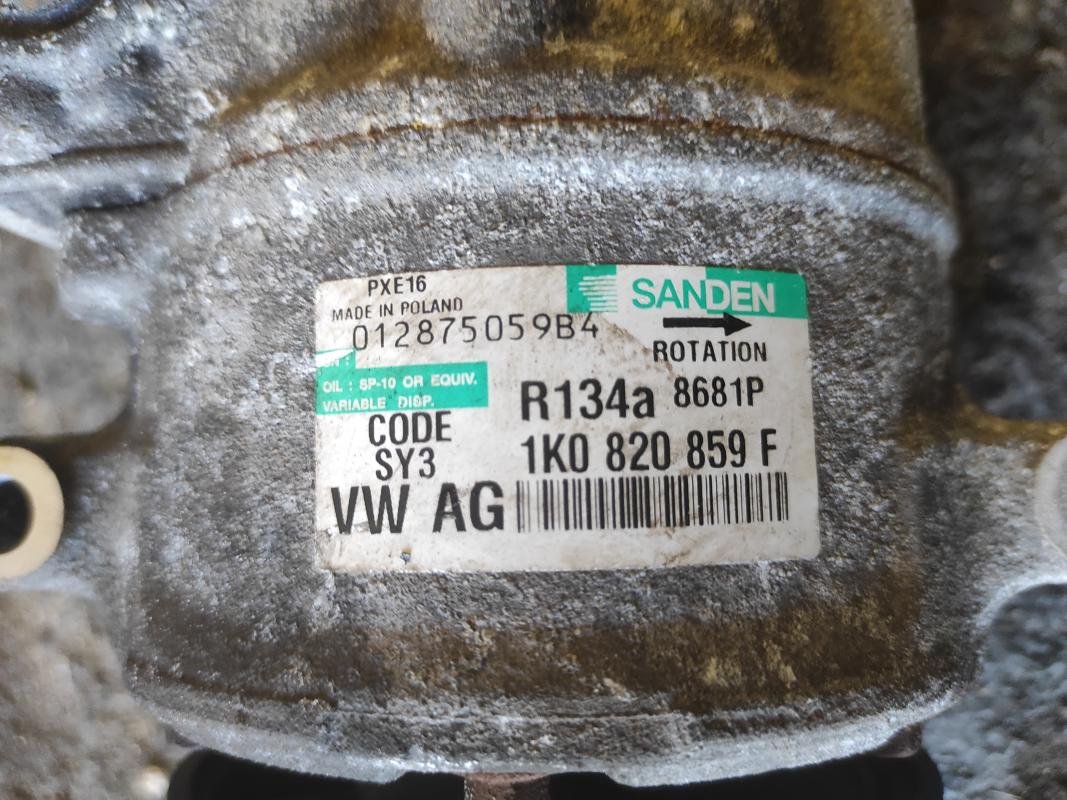 PXE16
MADE IN POLAND
012875059B4
SANDEN
ROTATION
OIL : SP-10 OR EQUIV.
VARIABLE DISP.
R134a 8681P
CODE
SY3
1K0 820 859 F
VW AG